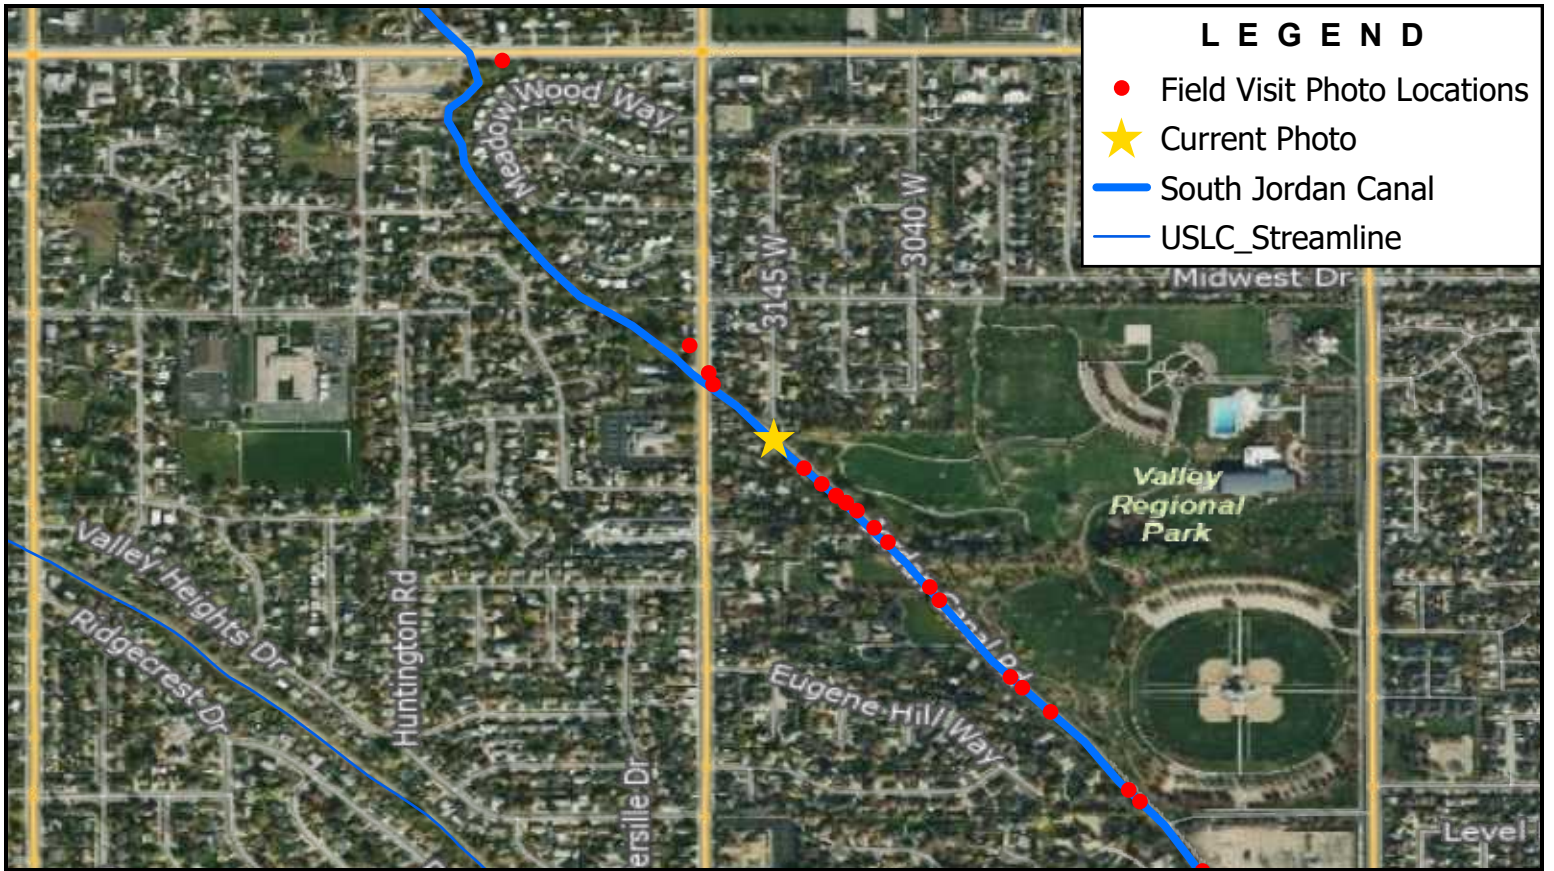 L E G E N D
Field Visit Photo Locations
Current Photo
South Jordan Canal
USLC_Streamline
Meadow Wood Way
3145 W
3040 W
Midwest Dr
Valley
Regional
Park
Valley Heights Dr
Ridgecrest Dr
Huntington Rd
Eugene Hill Way
ersille Dr
Level